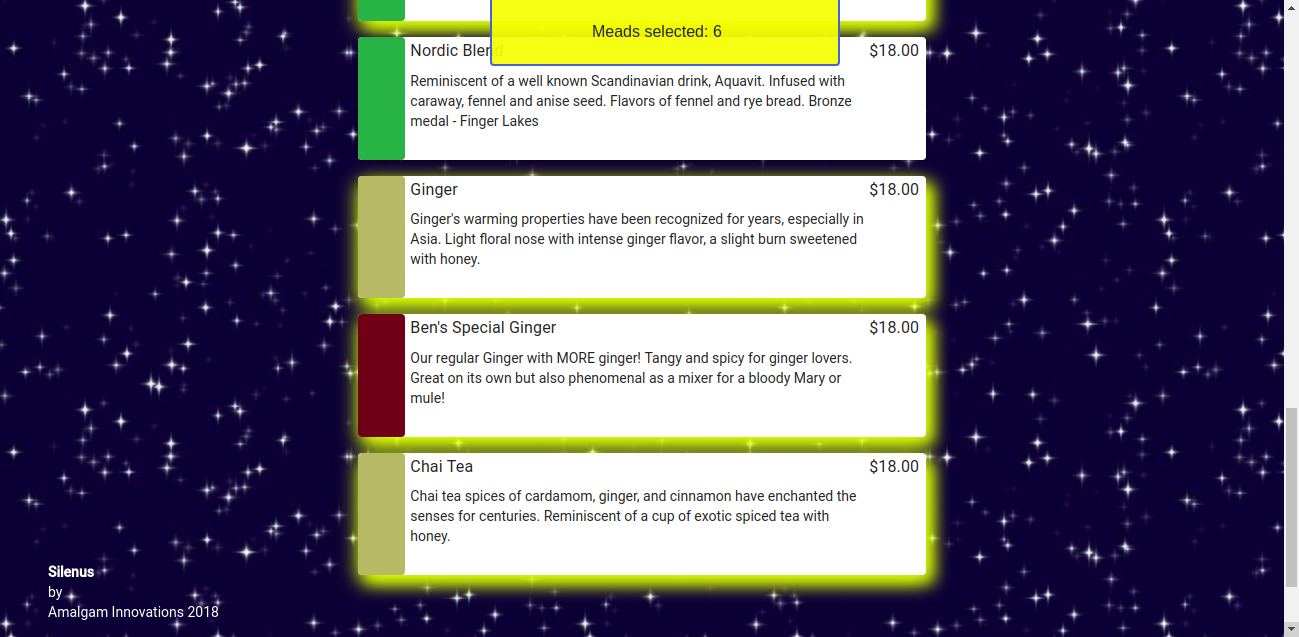 Meads selected: 6
Nordic Blend
$18.00
Reminiscent of a well known Scandinavian drink, Aquavit. Infused with
caraway, fennel and anise seed. Flavors of fennel and rye bread. Bronze
medal - Finger Lakes
Ginger
$18.00
Ginger's warming properties have been recognized for years, especially in
Asia. Light floral nose with intense ginger flavor, a slight burn sweetened
with honey.
Ben's Special Ginger
$18.00
Our regular Ginger with MORE ginger! Tangy and spicy for ginger lovers.
Great on its own but also phenomenal as a mixer for a bloody Mary or
mule!
Chai Tea
$18.00
Chai tea spices of cardamom, ginger, and cinnamon have enchanted the
senses for centuries. Reminiscent of a cup of exotic spiced tea with
honey.
Silenus
by
Amalgam Innovations 2018